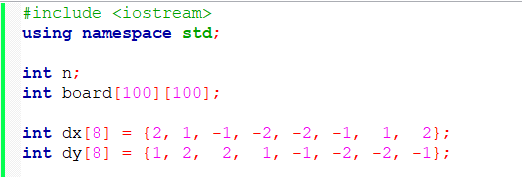 #include <iostream>
using namespace std;
int n;
int board[100][100];
int dx[8] = {2, 1, -1, -2, -2, -1, 1, 2};
int dy[8] = {1, 2, 2, 1, -1, -2, -2, -1};